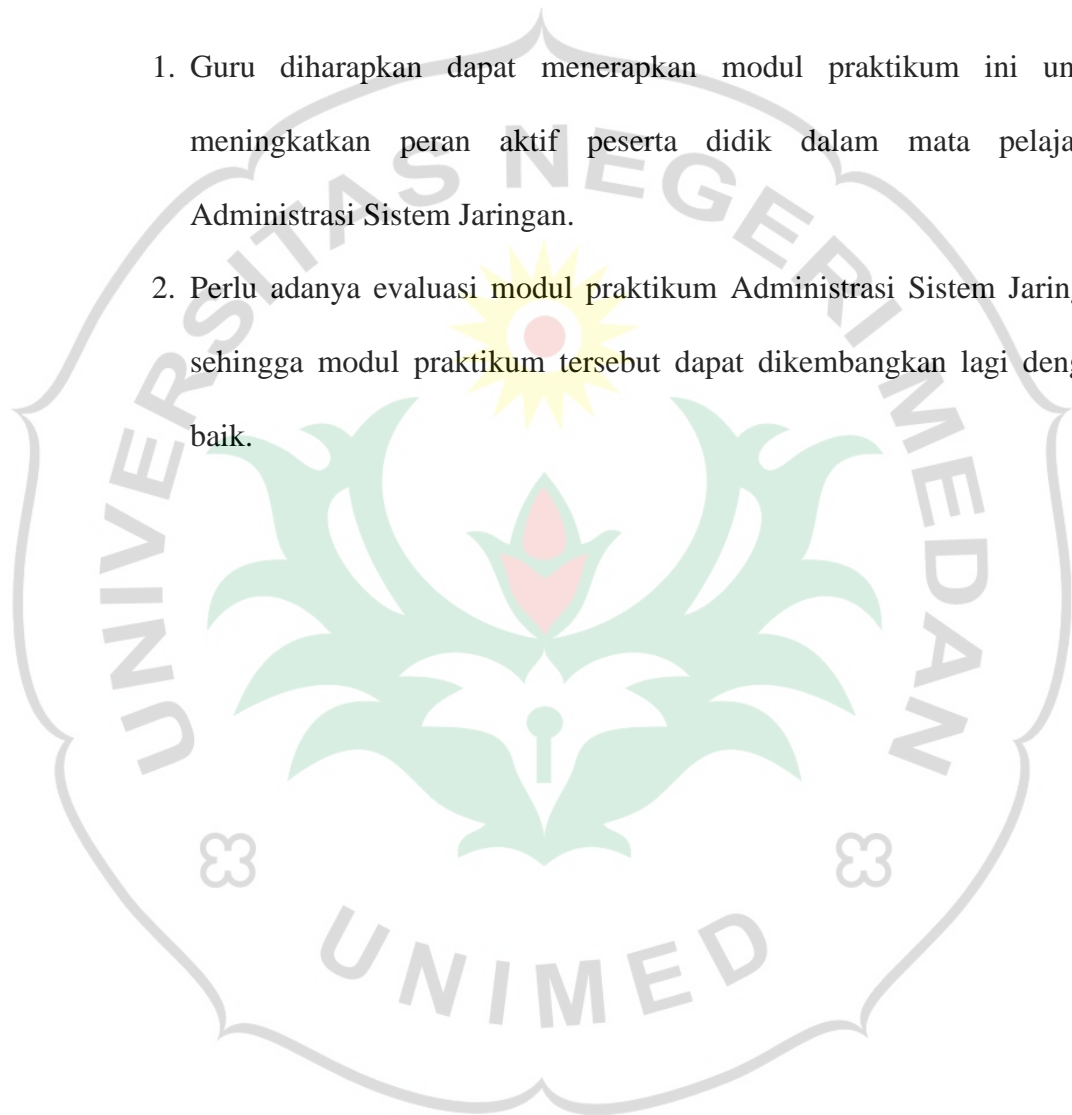 1. Guru diharapkan dapat menerapkan modul praktikum ini un
meningkatkan peran aktif peserta didik dalam mata pelaja
Administrasi Sistem Jaringan.
2. Perlu adanya evaluasi modul praktikum Administrasi Sistem Jarin
sehingga modul praktikum tersebut dapat dikembangkan lagi deng
baik.
UNIVERSITAS NEGERI MEDAN
UNIMED